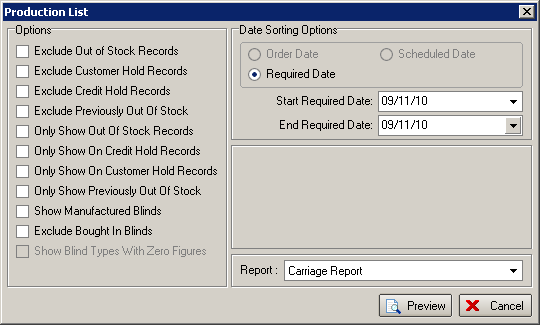 Production List
Options
Exclude Out of Stock Records
Exclude Customer Hold Records
Exclude Credit Hold Records
Exclude Previously Out Of Stock
Only Show Out Of Stock Records
Only Show On Credit Hold Records
Only Show On Customer Hold Records
Only Show Previously Out Of Stock
Show Manufactured Blinds
Exclude Bought In Blinds
Show Blind Types With Zero Figures
Date Sorting Options
Order Date
Scheduled Date
Required Date
Start Required Date: 09/11/10
End Required Date: 09/11/10
Report : Carriage Report
Preview
Cancel